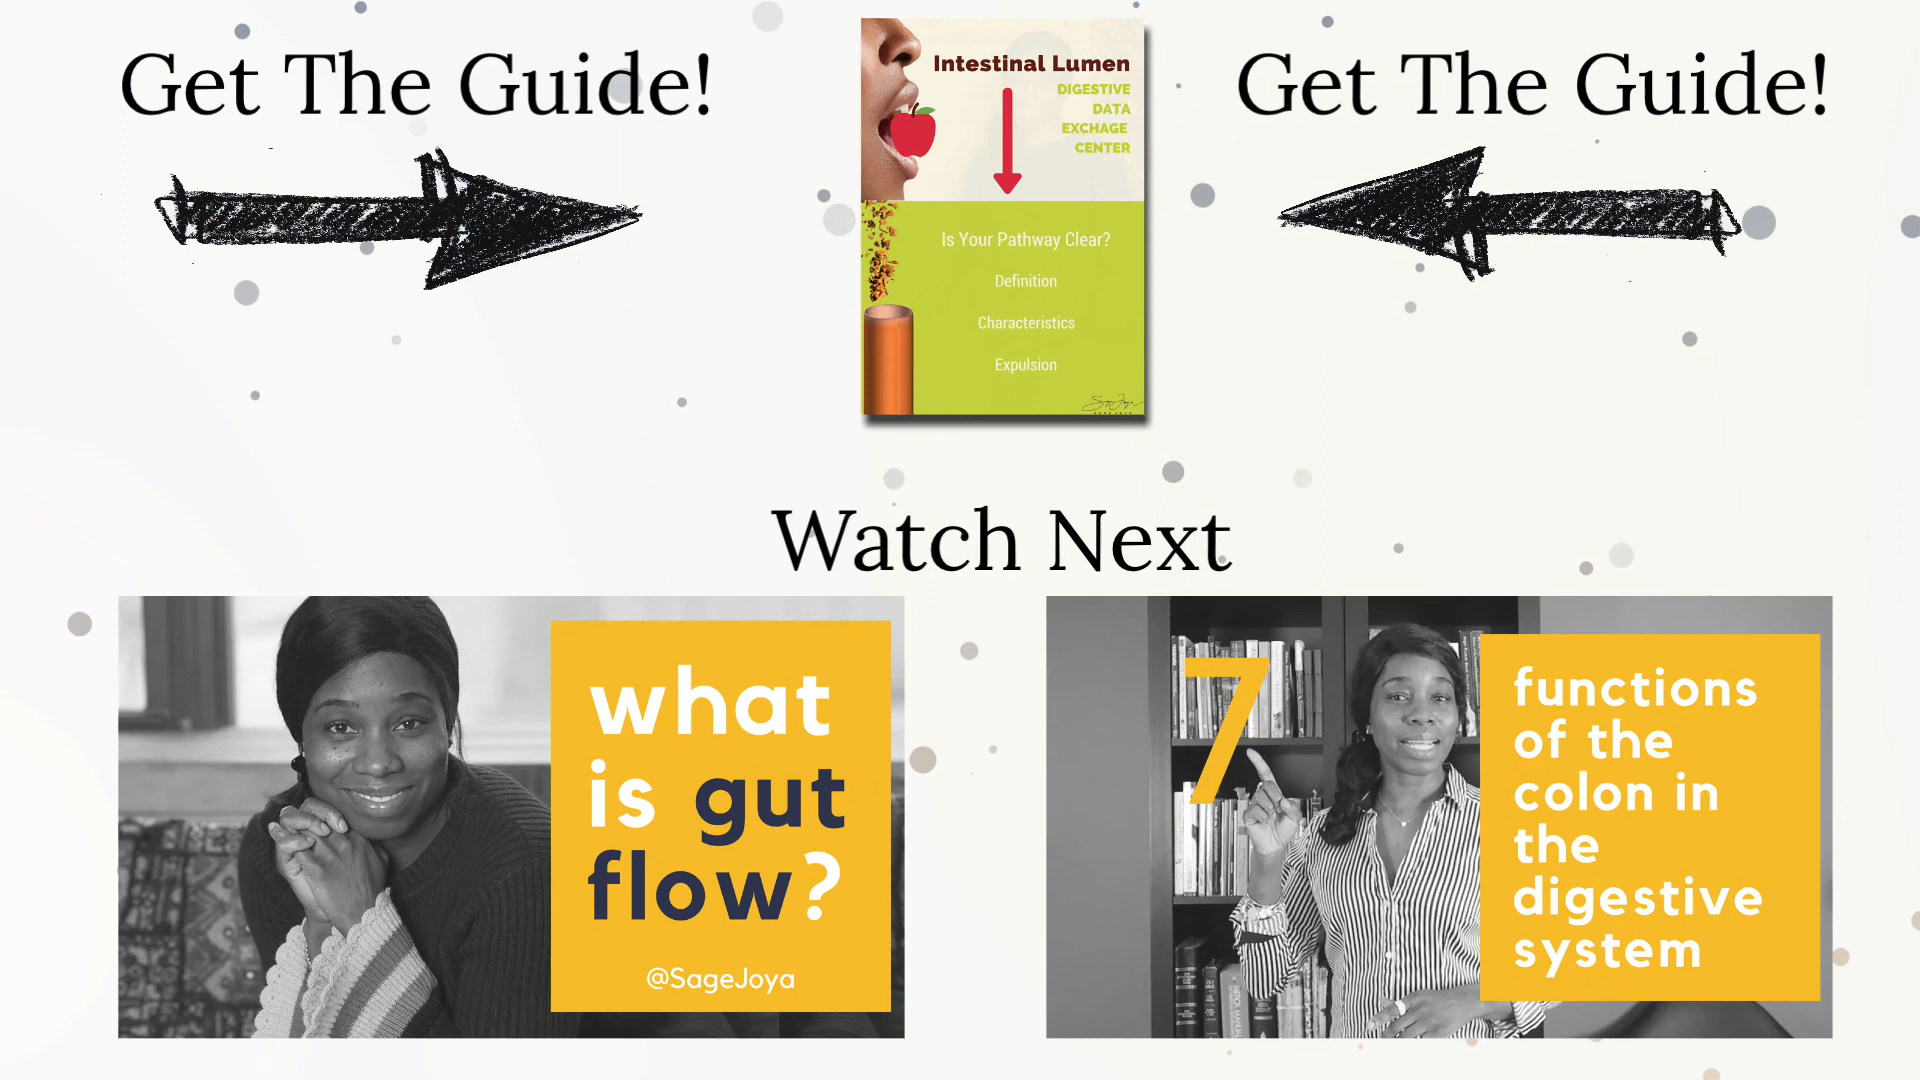 Get The Guide!
Intestinal Lumen
DIGESTIVE
DATA
EXCHAGE
CENTER
Is Your Pathway Clear?
Definition
Characteristics
Expulsion
Get The Guide!
Watch Next
what
is gut
flow?
@SageJoya
7
functions
of the
colon in
the
digestive
system